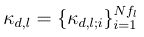 κ_{d,l} = {κ_{d,l;i}}_{i=1}^{Nf_l}